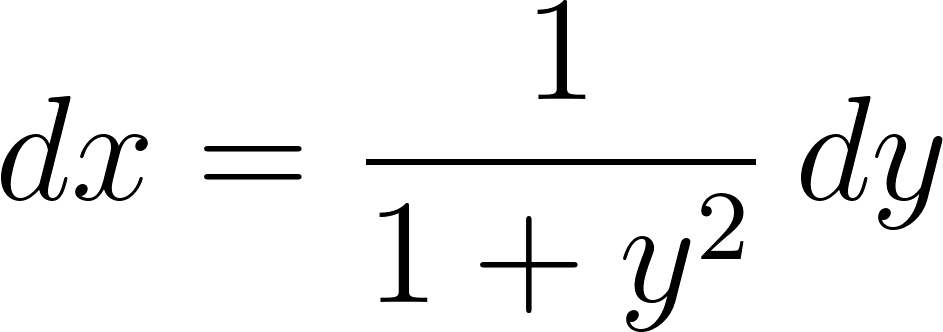 $dx = \frac{1}{1 + y^2} \, dy$